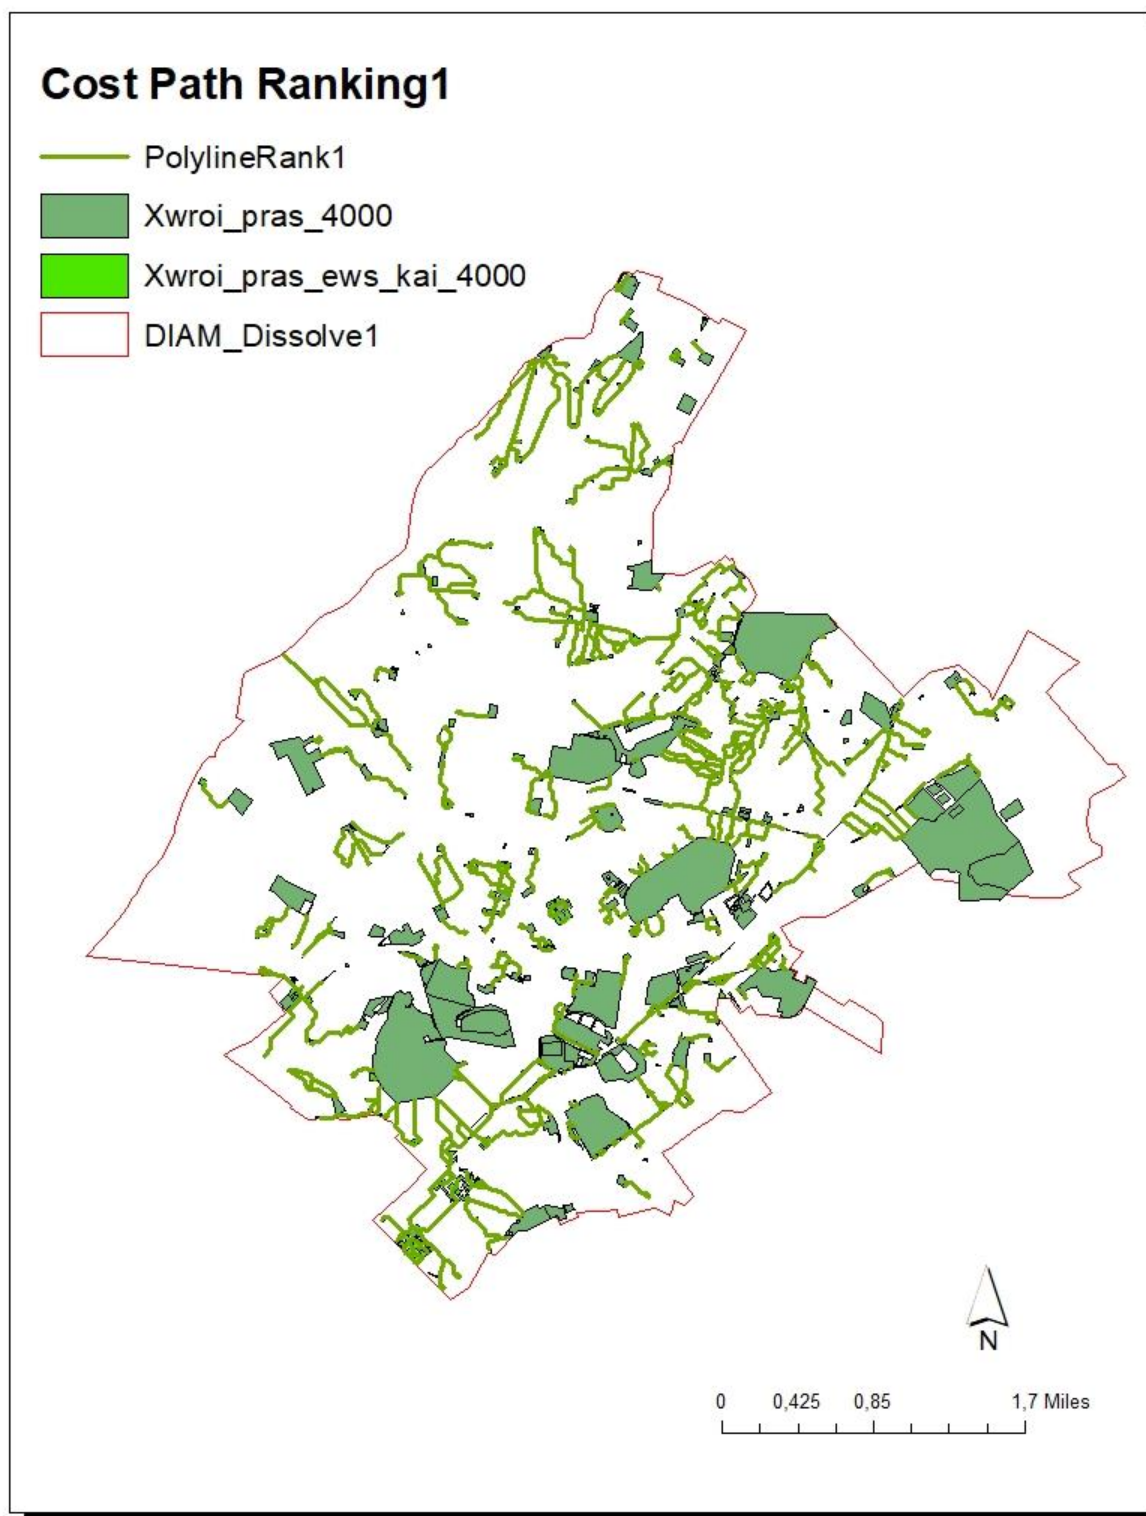 Cost Path Ranking1
PolylineRank1
Xwroi_pras_4000
Xwroi_pras_ews_kai_4000
DIAM_Dissolve1
N
0 0,425 0,85 1,7 Miles